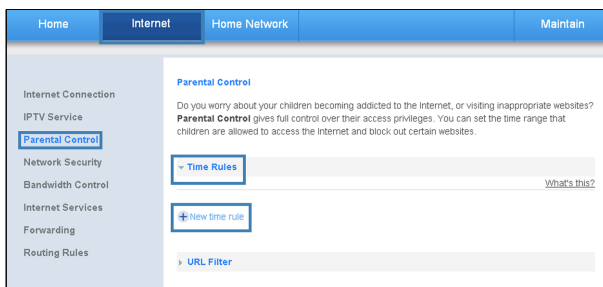 Home Internet Home Network Maintain
Internet Connection
IPTV Service
Parental Control
Network Security
Bandwidth Control
Internet Services
Forwarding
Routing Rules
Parental Control
Do you worry about your children becoming addicted to the Internet, or visiting inappropriate websites?
Parental Control gives full control over their access privileges. You can set the time range that
children are allowed to access the Internet and block out certain websites.
Time Rules
What's this?
New time rule
URL Filter